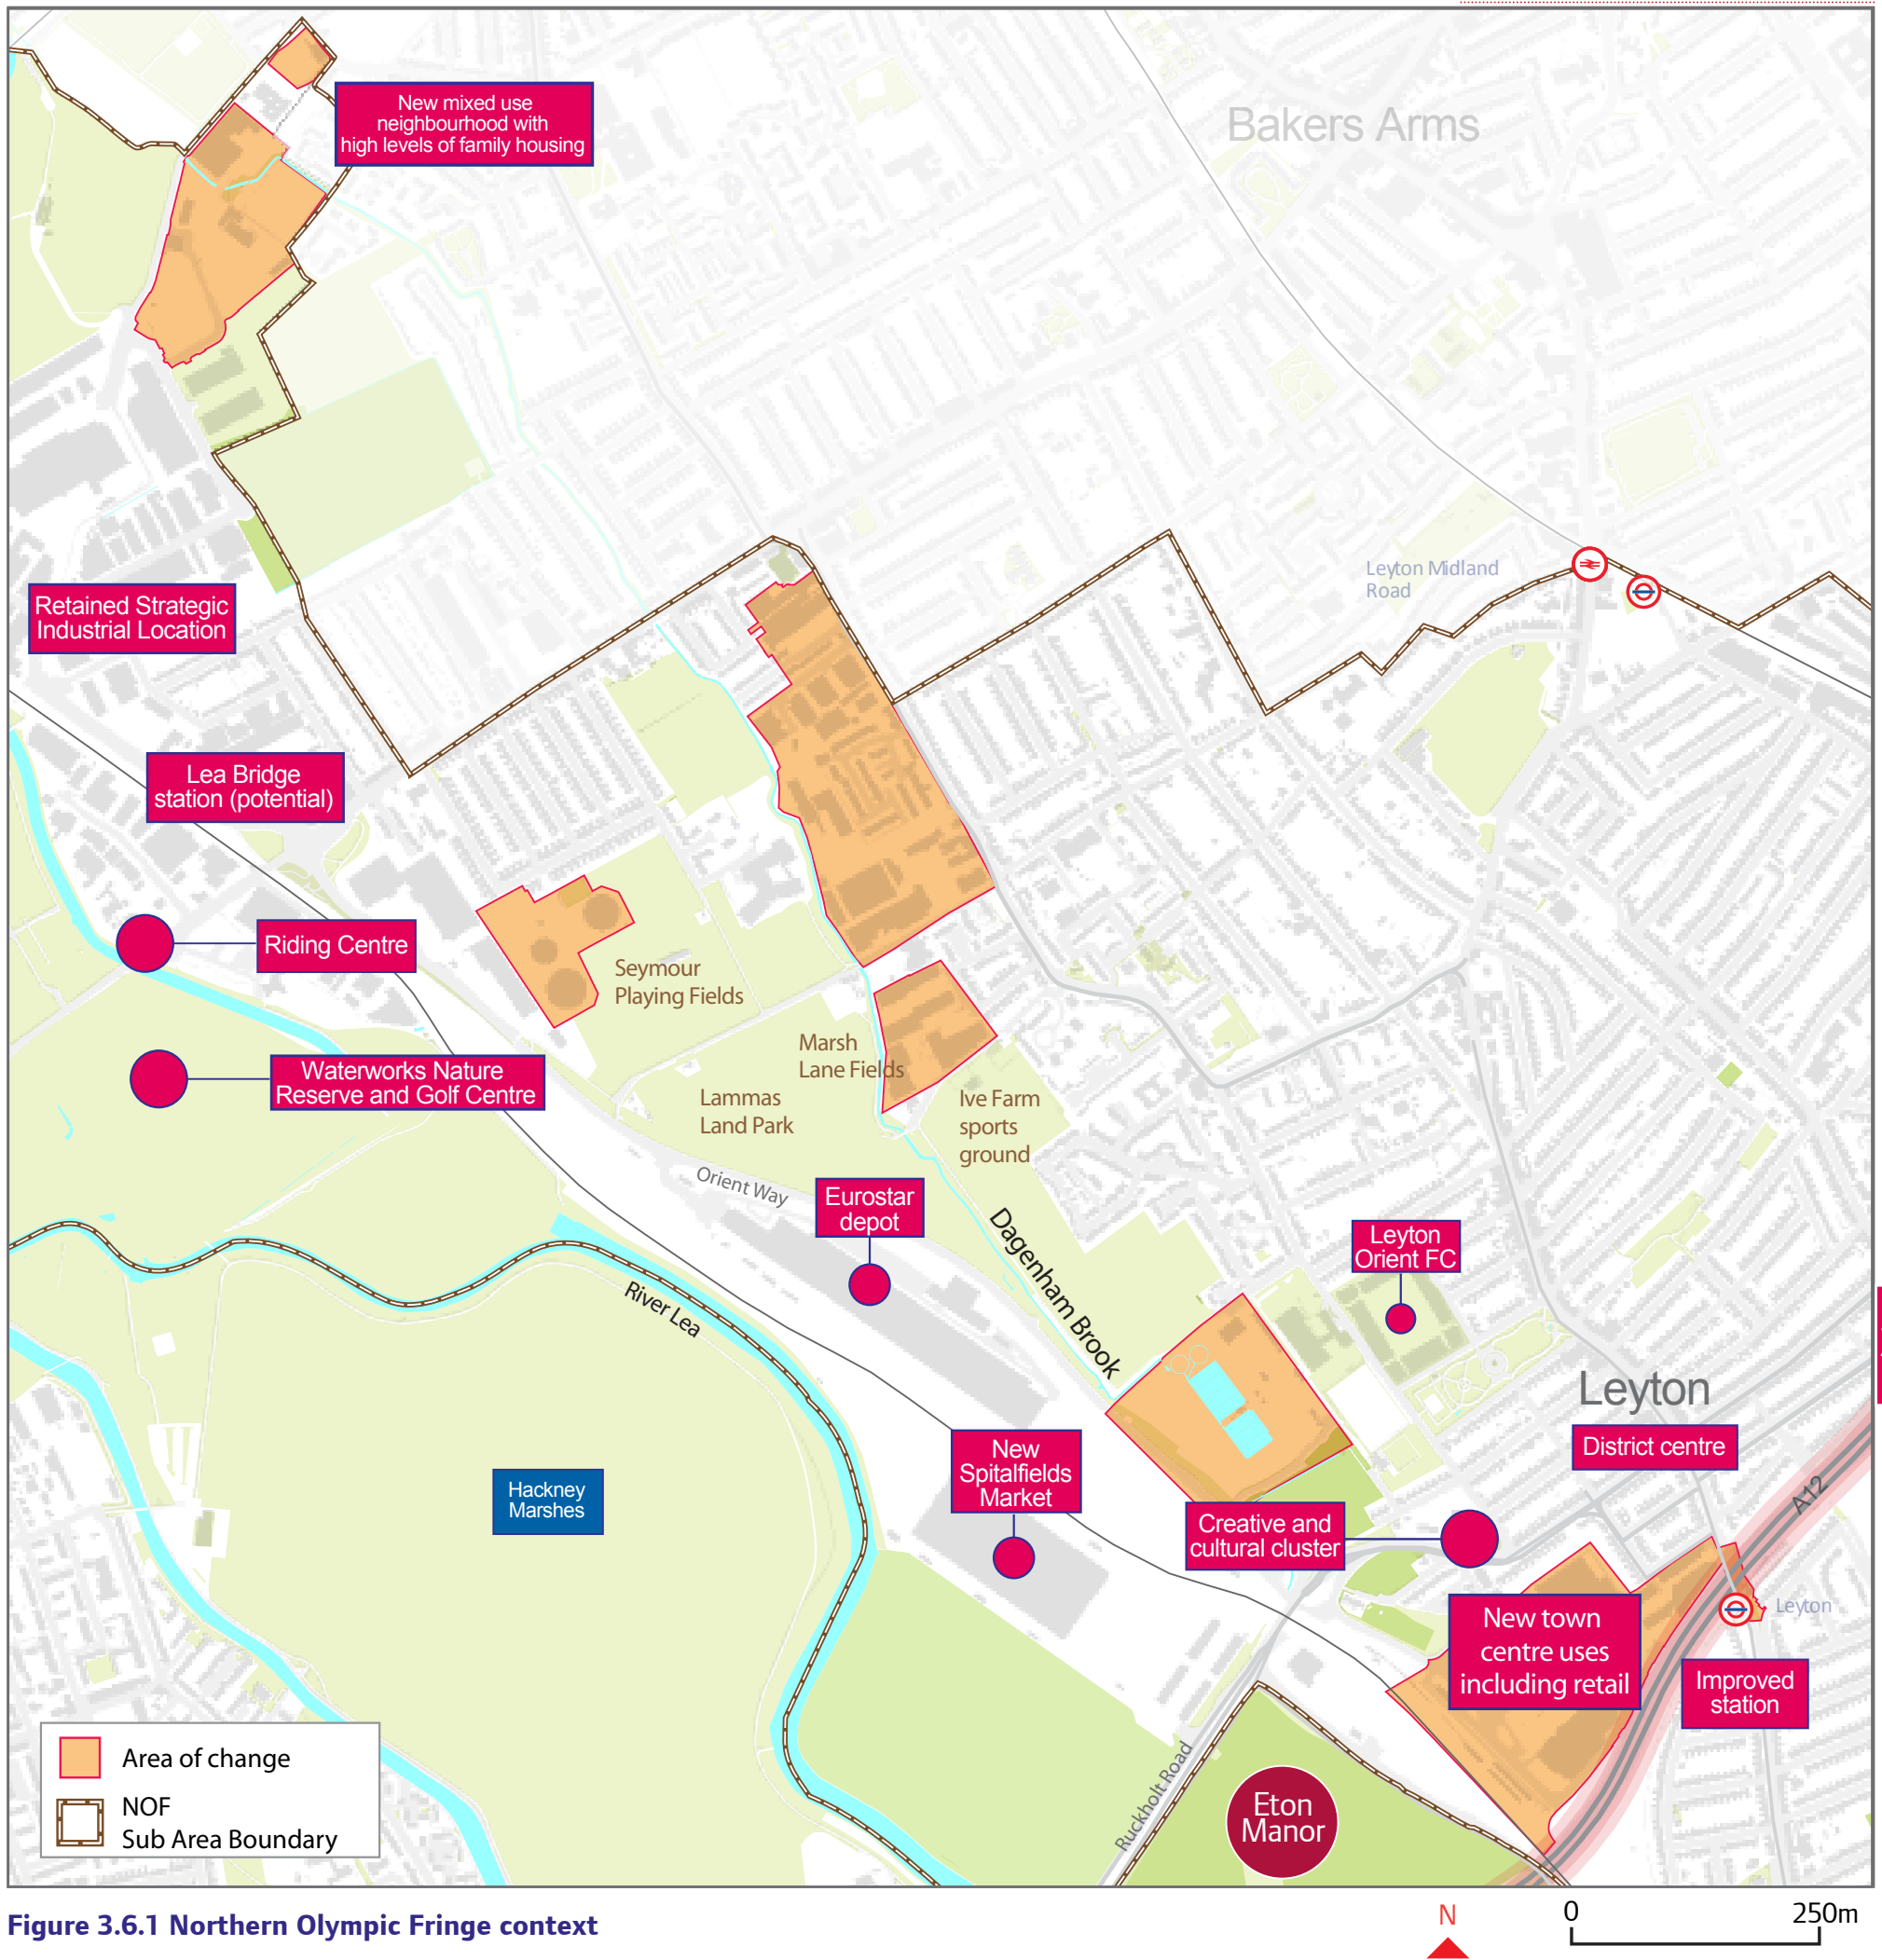 New mixed use
neighbourhood with
high levels of family housing
Bakers Arms
Leyton Midland
Road
Retained Strategic
Industrial Location
Lea Bridge
station (potential)
Riding Centre
Seymour
Playing Fields
Marsh
Lane Fields
Waterworks Nature
Reserve and Golf Centre
Lammas
Land Park
Ive Farm
sports
ground
Orient Way
Eurostar
depot
Dagenham Brook
Leyton
Orient FC
River Lea
Leyton
District centre
New
Spitalfields
Market
Hackney
Marshes
A12
Creative and
cultural cluster
New town
centre uses
including retail
Leyton
Improved
station
Ruckholt Road
Eton
Manor
Area of change
NOF
Sub Area Boundary
Figure 3.6.1 Northern Olympic Fringe context
N
0
250m